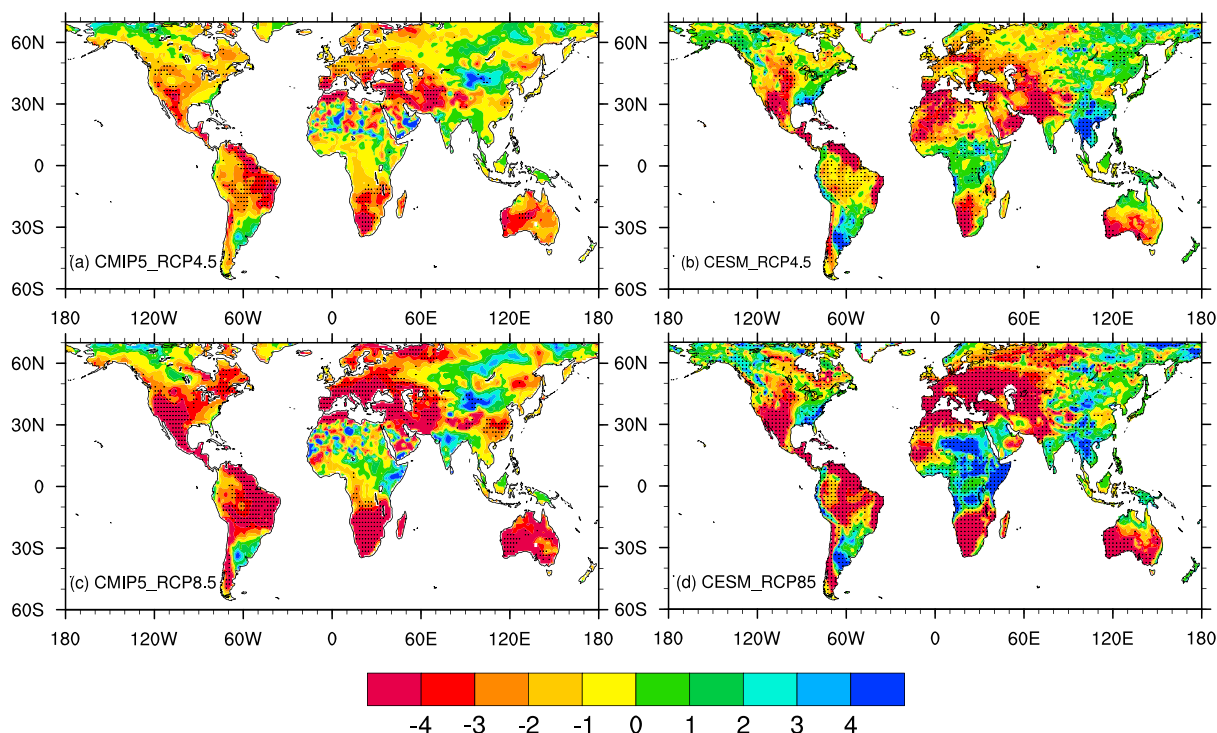 60N
30N
0
30S
60S
(a) CMIP5_RCP4.5
180 120W 60W 0 60E 120E 180
60N
30N
0
30S
60S
(b) CESM_RCP4.5
180 120W 60W 0 60E 120E 180
60N
30N
0
30S
60S
(c) CMIP5_RCP8.5
180 120W 60W 0 60E 120E 180
60N
30N
0
30S
60S
(d) CESM_RCP85
180 120W 60W 0 60E 120E 180
-4 -3 -2 -1 0 1 2 3 4